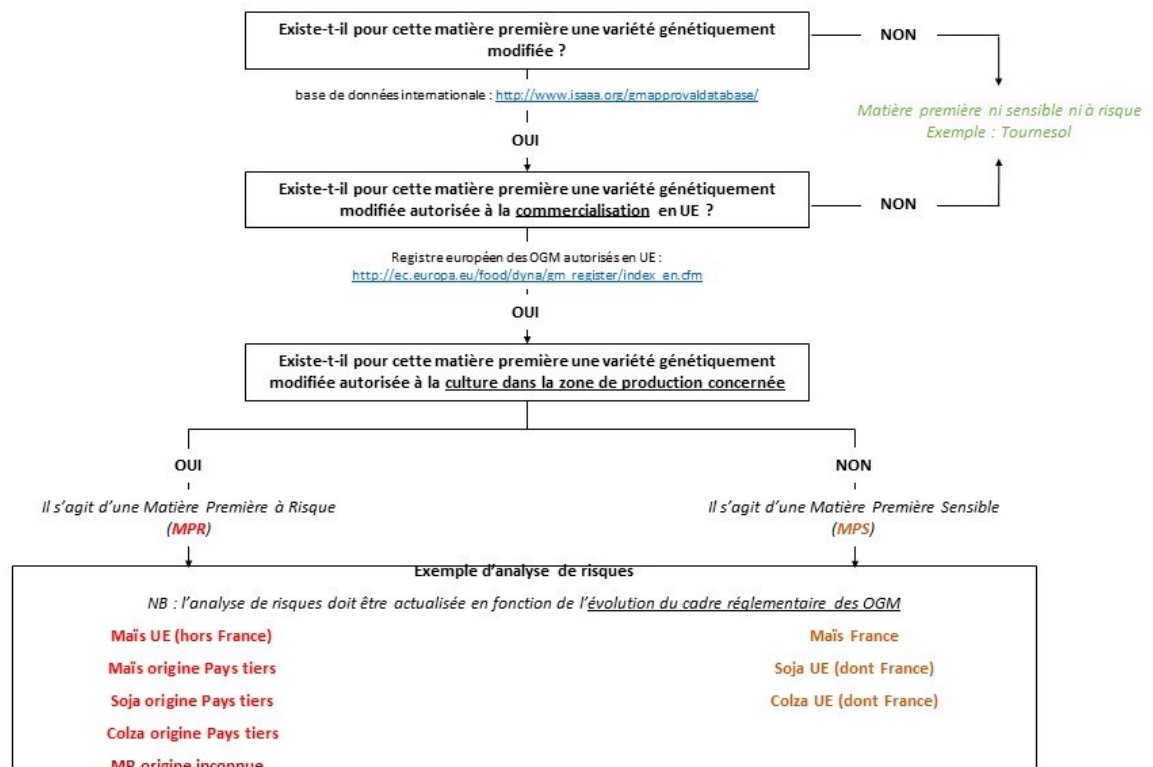 Existe-t-il pour cette matière première une variété génétiquement
modifiée ?
NON
base de données internationale : http://www.isaaa.org/gmapprovaldatabase/
Matière première ni sensible ni à risque
Exemple : Tournesol
OUI
Existe-t-il pour cette matière première une variété génétiquement
modifiée autorisée à la commercialisation en UE ?
NON
Registre européen des OGM autorisés en UE :
http://ec.europa.eu/food/dyna/gm_register/index_en.cfm
OUI
Existe-t-il pour cette matière première une variété génétiquement
modifiée autorisée à la culture dans la zone de production concernée
OUI
Il s’agit d’une Matière Première à Risque
(MPR)
NON
Il s’agit d’une Matière Première Sensible
(MPS)
Exemple d’analyse de risques
NB : l’analyse de risques doit être actualisée en fonction de l’évolution du cadre réglementaire des OGM
Maïs UE (hors France)
Maïs origine Pays tiers
Soja origine Pays tiers
Colza origine Pays tiers
MP origine inconnue
Maïs France
Soja UE (dont France)
Colza UE (dont France)